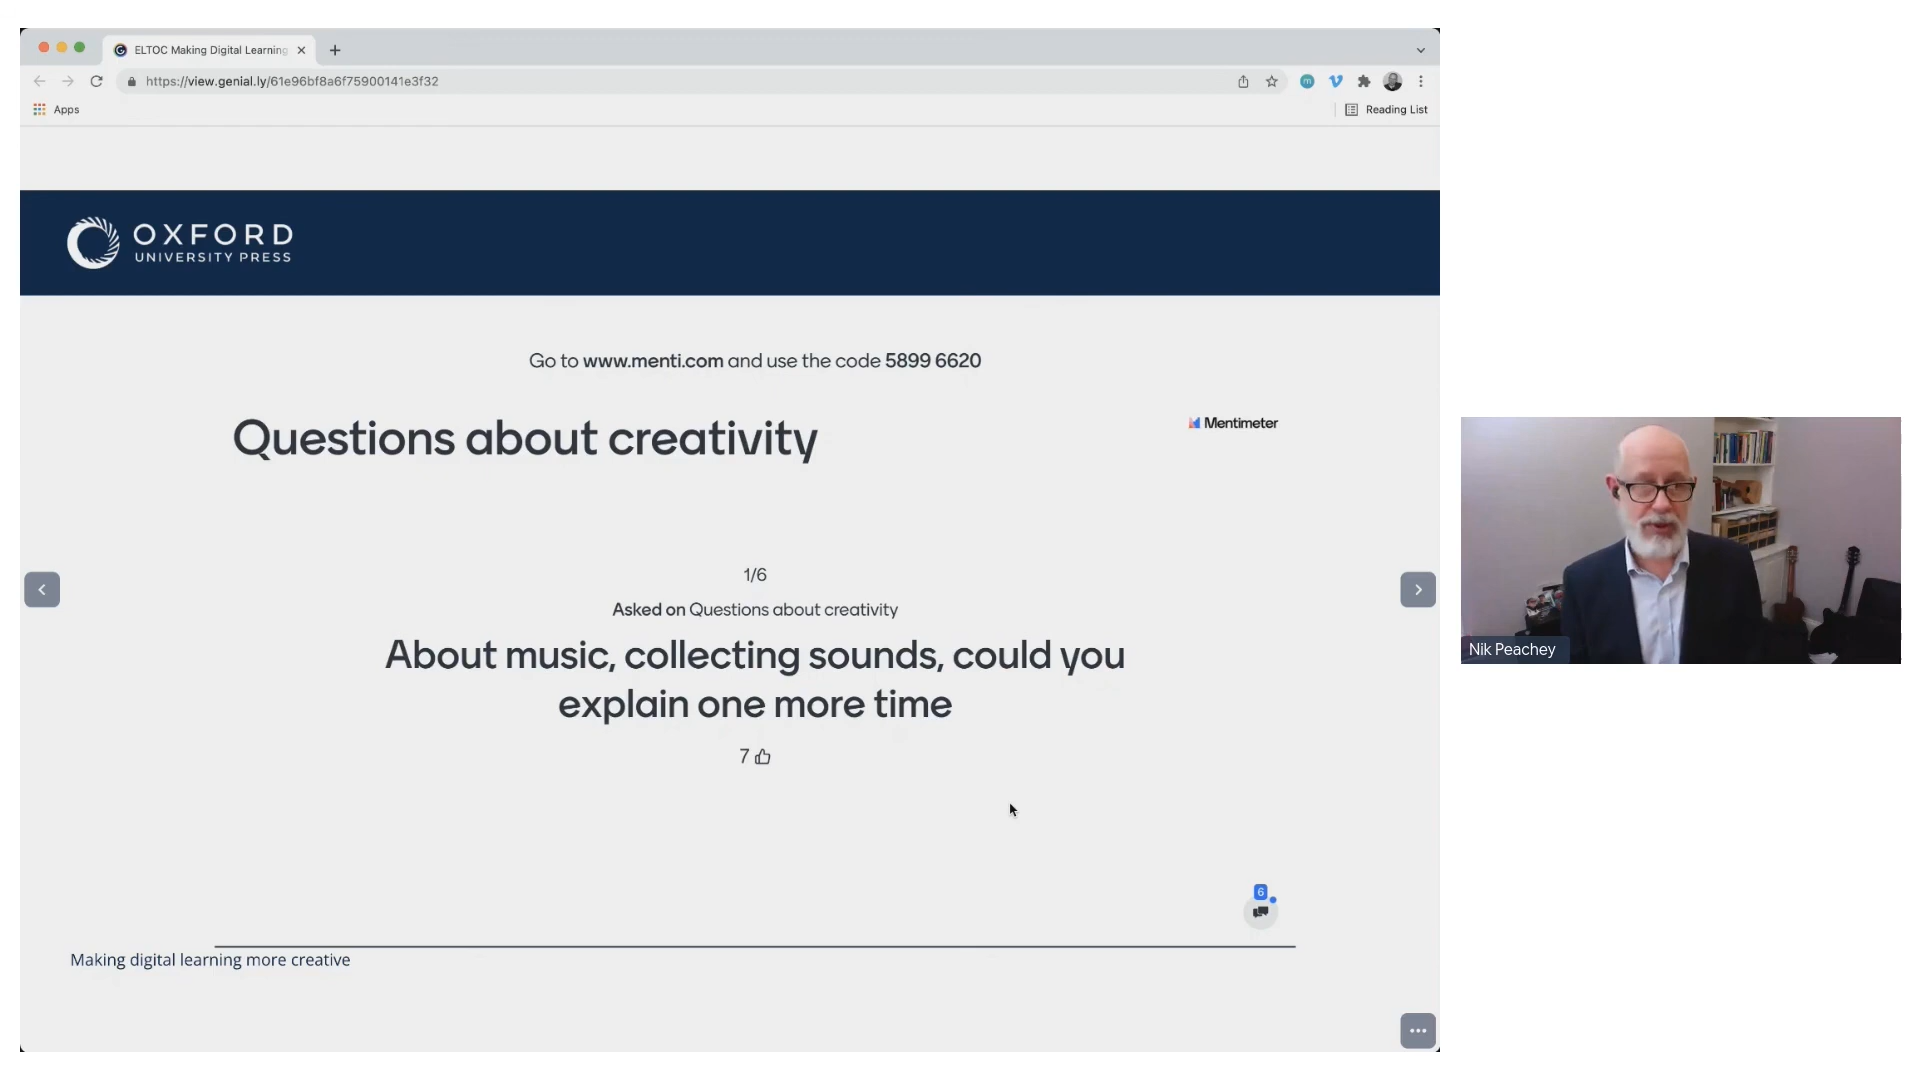 ELTOC Making Digital Learning
https://view.genial.ly/61e96bf8a6f75900141e3f32
Apps
Reading List
OXFORD
UNIVERSITY PRESS
Go to www.menti.com and use the code 5899 6620
Questions about creativity
Mentimeter
1/6
Asked on Questions about creativity
About music, collecting sounds, could you
explain one more time
7
6
Making digital learning more creative
Nik Peachey